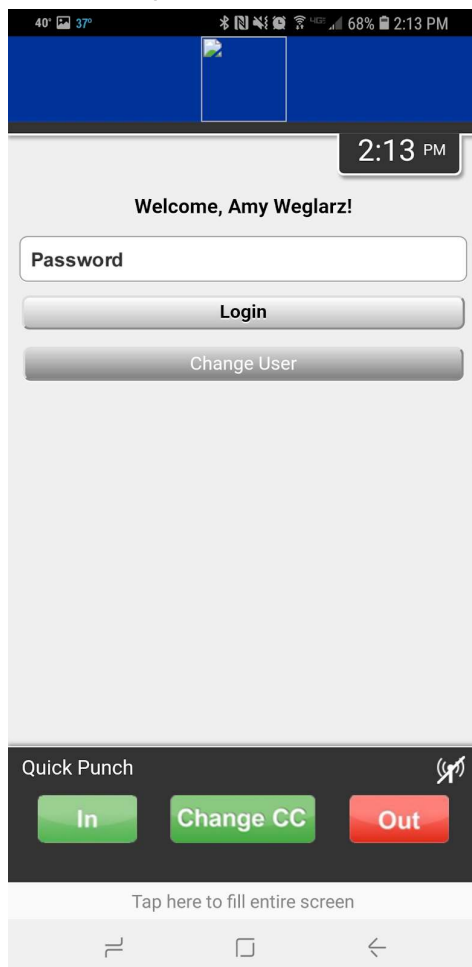 40° 37° 4GE 68% 2:13 PM
2:13 PM
Welcome, Amy Weglarz!
Password
Login
Change User
Quick Punch
In Change CC Out
Tap here to fill entire screen